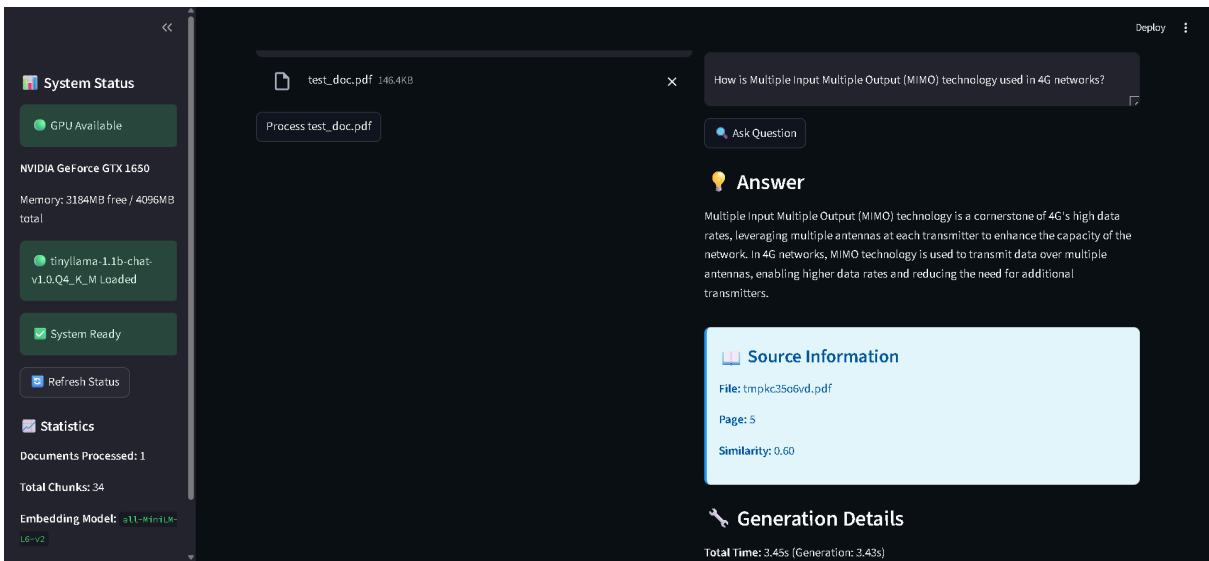 Deploy
System Status
GPU Available
NVIDIA GeForce GTX 1650
Memory: 3184MB free / 4096MB
total
tinyllama-1.1b-chat-
v1.0.Q4_K_M Loaded
System Ready
Refresh Status
Statistics
Documents Processed: 1
Total Chunks: 34
Embedding Model: all-MiniLM-
L6-v2
test_doc.pdf 146.4KB
Process test_doc.pdf
How is Multiple Input Multiple Output (MIMO) technology used in 4G networks?
Ask Question
Answer
Multiple Input Multiple Output (MIMO) technology is a cornerstone of 4G's high data
rates, leveraging multiple antennas at each transmitter to enhance the capacity of the
network. In 4G networks, MIMO technology is used to transmit data over multiple
antennas, enabling higher data rates and reducing the need for additional
transmitters.
Source Information
File: tmpkc35o6vd.pdf
Page: 5
Similarity: 0.60
Generation Details
Total Time: 3.45s (Generation: 3.43s)